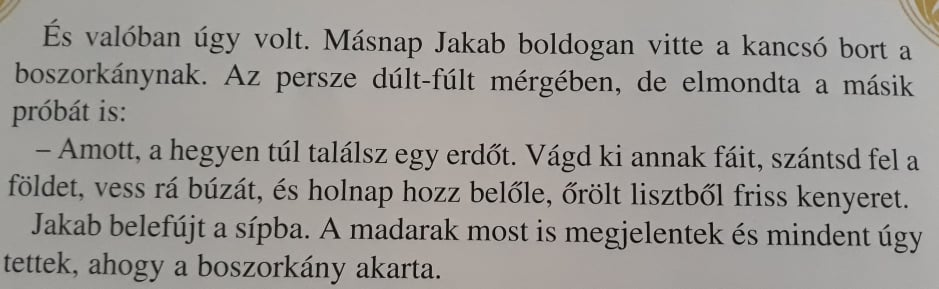 És valóban úgy volt. Másnap Jakab boldogan vitte a kancsó bort a
boszorkánynak. Az persze dúlt-fúlt mérgében, de elmondta a másik
próbát is:
– Amott, a hegyen túl találsz egy erdőt. Vágd ki annak fáit, szántsd fel a
földet, vess rá búzát, és holnap hozz belőle, őrölt lisztből friss kenyeret.
Jakab belefújt a sípba. A madarak most is megjelentek és mindent úgy
tettek, ahogy a boszorkány akarta.